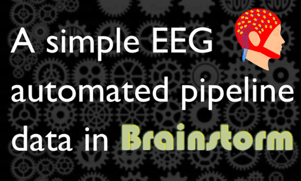 A simple EEG
automated pipeline
data in Brainstorm